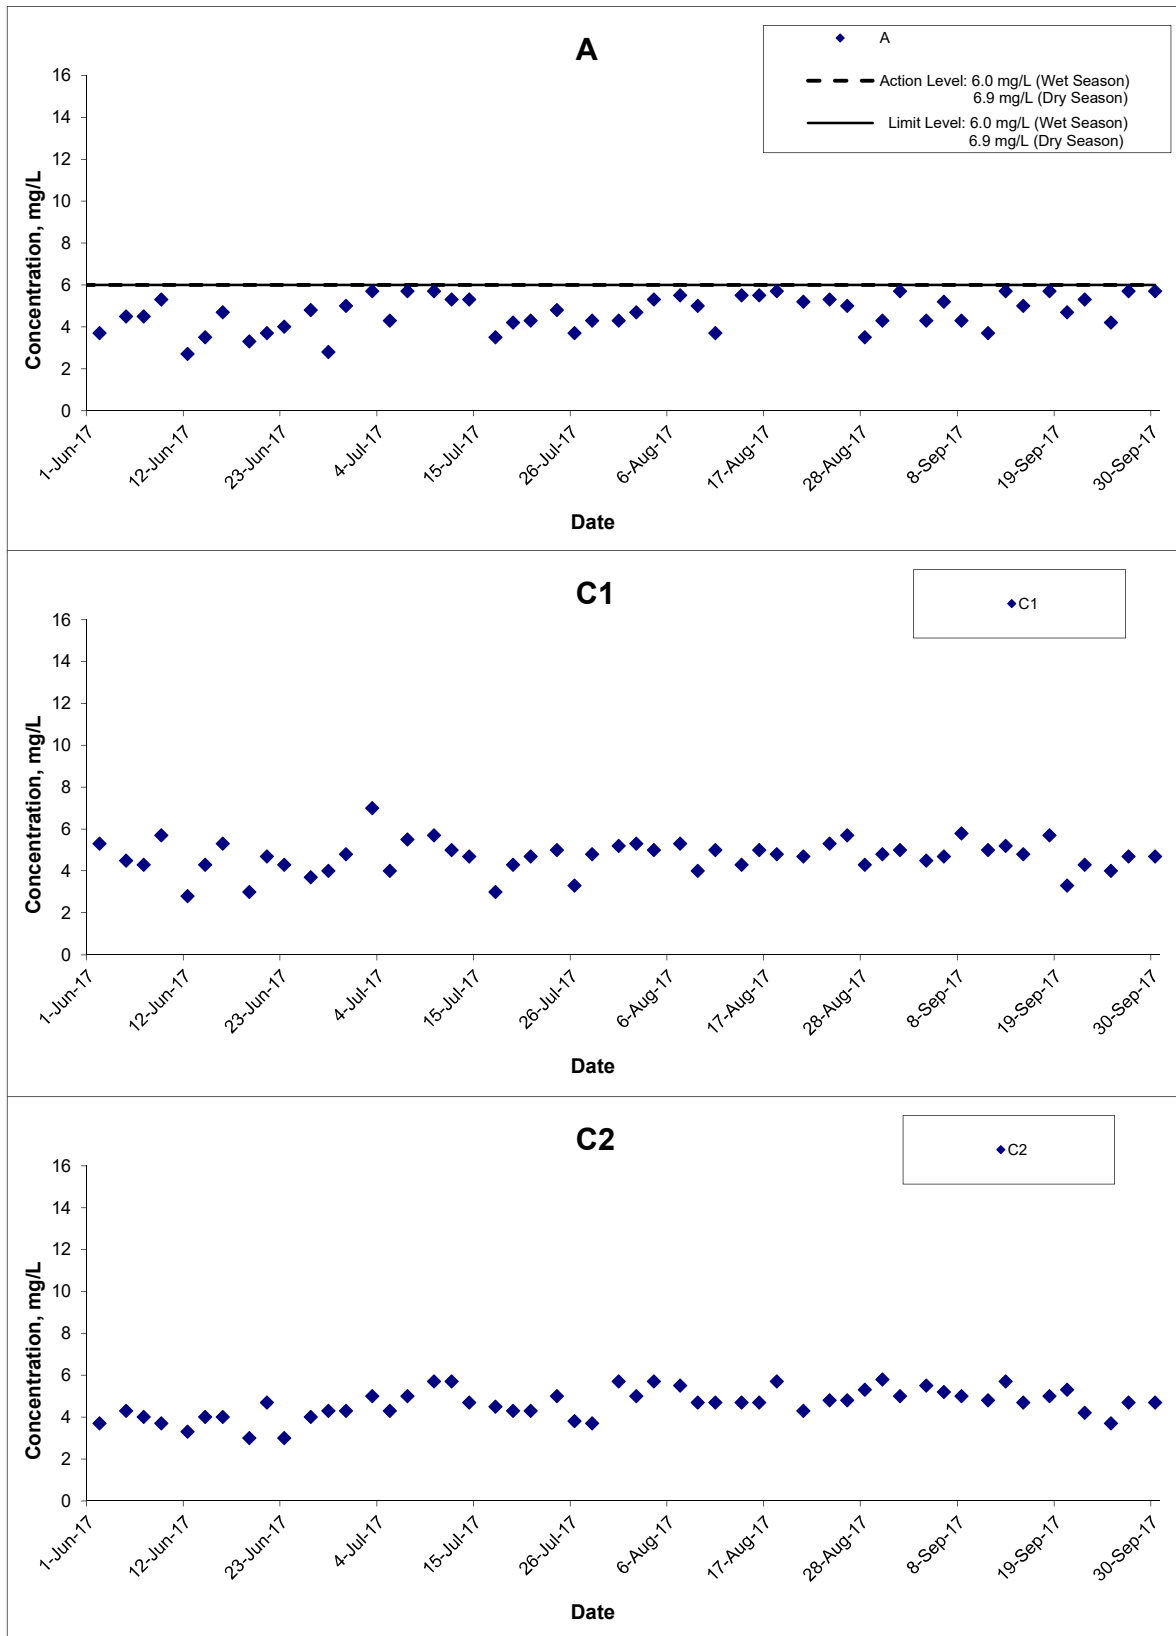 A
A
Action Level: 6.0 mg/L (Wet Season)
6.9 mg/L (Dry Season)
Limit Level: 6.0 mg/L (Wet Season)
6.9 mg/L (Dry Season)
Concentration, mg/L
16
14
12
10
8
6
4
2
0
1-Jun-17
12-Jun-17
23-Jun-17
4-Jul-17
15-Jul-17
26-Jul-17
6-Aug-17
17-Aug-17
28-Aug-17
8-Sep-17
19-Sep-17
30-Sep-17
Date
C1
C1
Concentration, mg/L
16
14
12
10
8
6
4
2
0
1-Jun-17
12-Jun-17
23-Jun-17
4-Jul-17
15-Jul-17
26-Jul-17
6-Aug-17
17-Aug-17
28-Aug-17
8-Sep-17
19-Sep-17
30-Sep-17
Date
C2
C2
Concentration, mg/L
16
14
12
10
8
6
4
2
0
1-Jun-17
12-Jun-17
23-Jun-17
4-Jul-17
15-Jul-17
26-Jul-17
6-Aug-17
17-Aug-17
28-Aug-17
8-Sep-17
19-Sep-17
30-Sep-17
Date